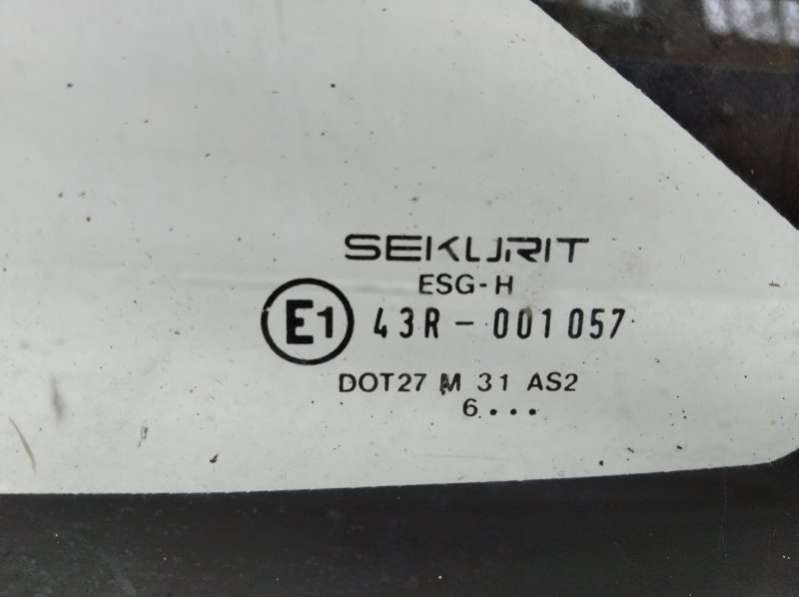 SEKURIT
ESG-H
E1 43R-001057
DOT27 M 31 AS2
6...